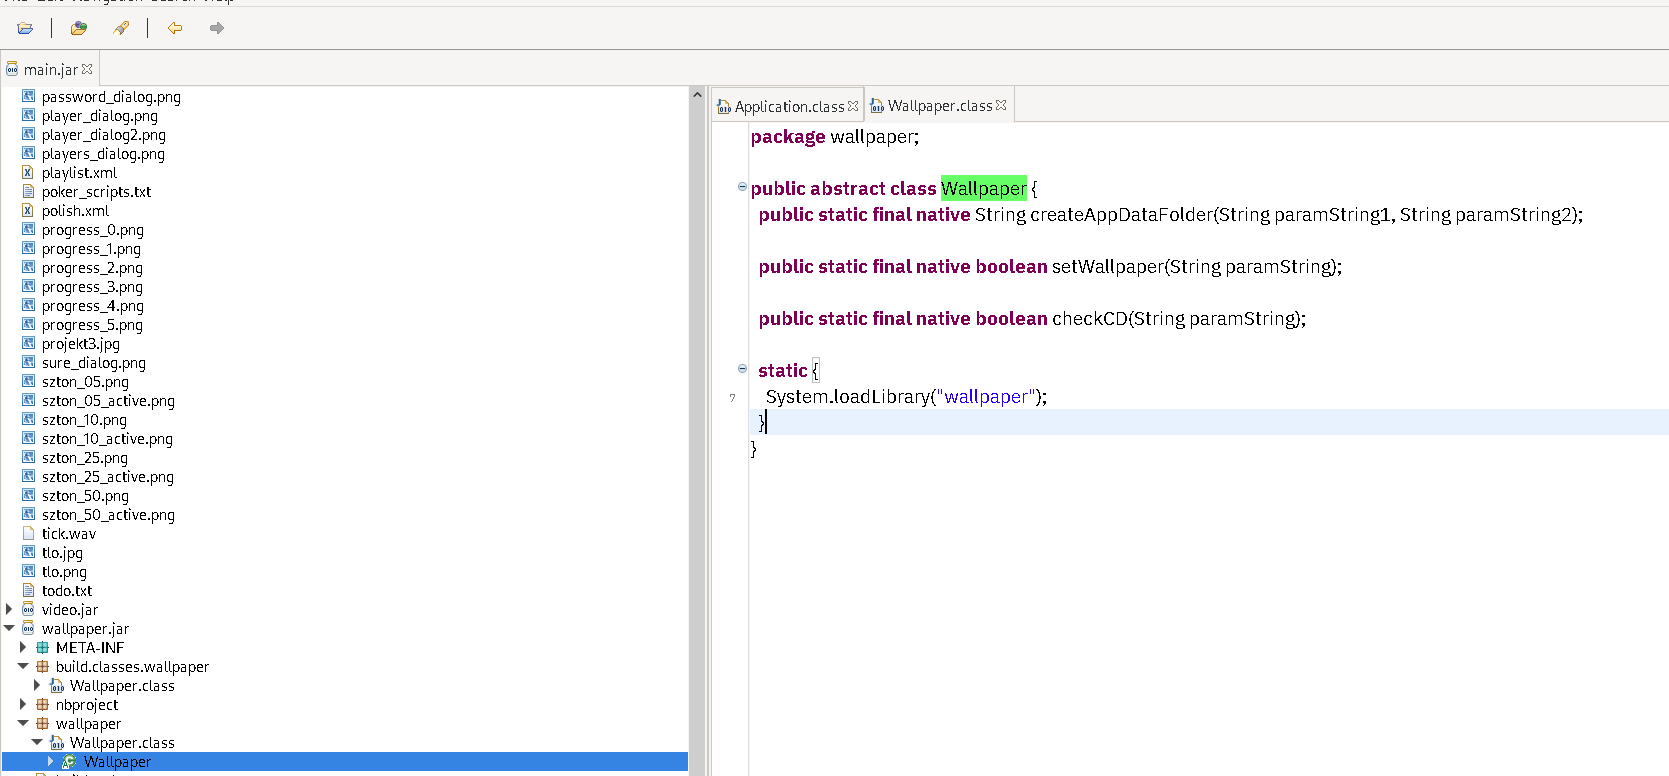 main.jar
password_dialog.png
player_dialog.png
player_dialog2.png
players_dialog.png
playlist.xml
poker_scripts.txt
polish.xml
progress_0.png
progress_1.png
progress_2.png
progress_3.png
progress_4.png
progress_5.png
projekt3.jpg
sure_dialog.png
szton_05.png
szton_05_active.png
szton_10.png
szton_10_active.png
szton_25.png
szton_25_active.png
szton_50.png
szton_50_active.png
tick.wav
tlo.jpg
tlo.png
todo.txt
video.jar
wallpaper.jar
META-INF
build.classes.wallpaper
Wallpaper.class
nbproject
wallpaper
Wallpaper.class
Wallpaper
Application.class Wallpaper.class
package wallpaper;
public abstract class Wallpaper {
public static final native String createAppDataFolder(String paramString1, String paramString2);
public static final native boolean setWallpaper(String paramString);
public static final native boolean checkCD(String paramString);
static {
7 System.loadLibrary("wallpaper");
}
}